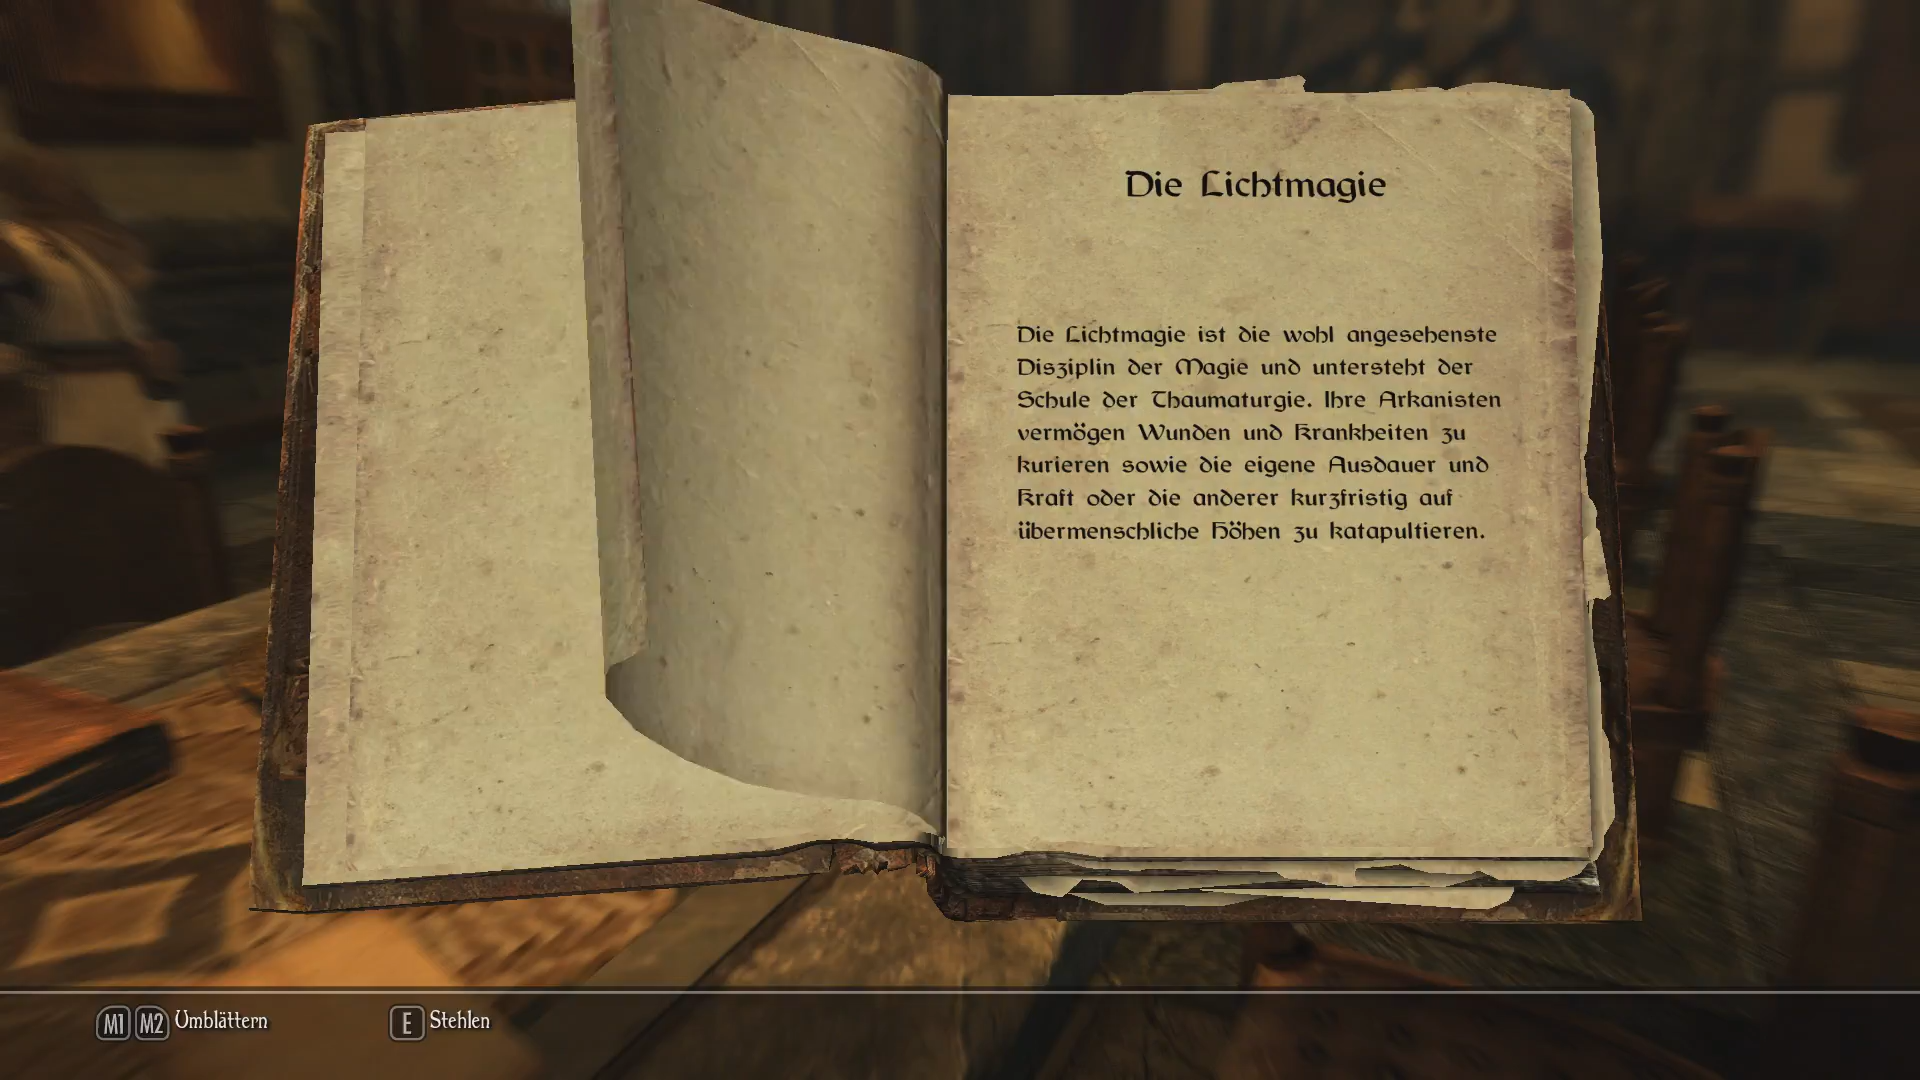 Die Lichtmagie
Die Lichtmagie ist die wohl angesehenste
Disziplin der Magie und untersteht der
Schule der Thaumaturgie. Ihre Arkanisten
vermögen Wunden und Krankheiten zu
kurieren sowie die eigene Ausdauer und
Kraft oder die anderer kurzfristig auf
übermenschliche Höhen zu katapultieren.
M1 M2 Umblättern E Stehlen